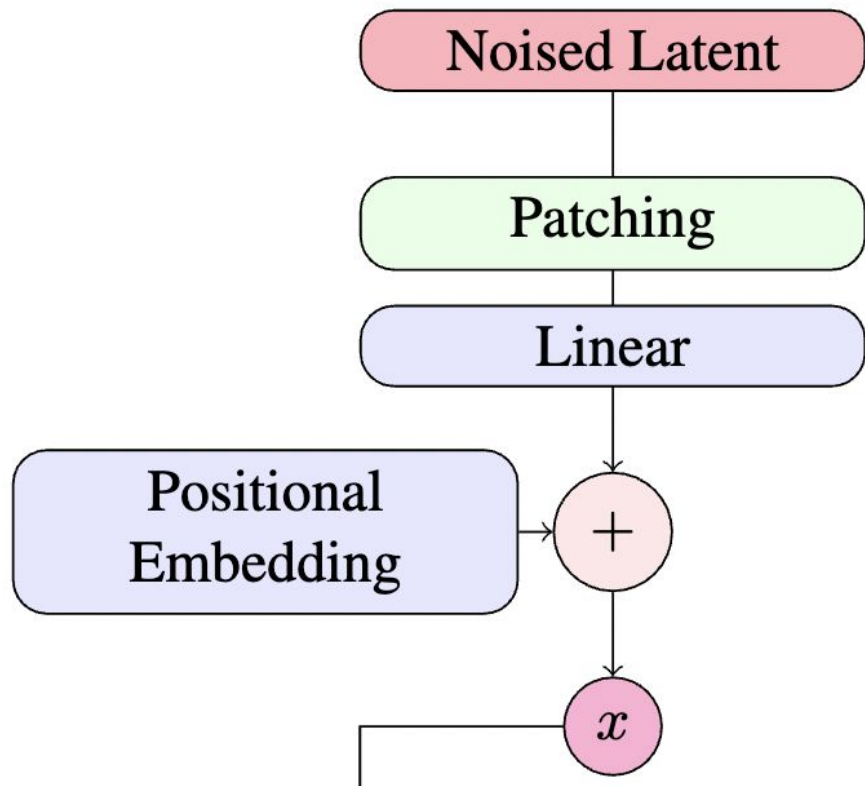 Noised Latent
Patching
Linear
Positional
Embedding
+
x